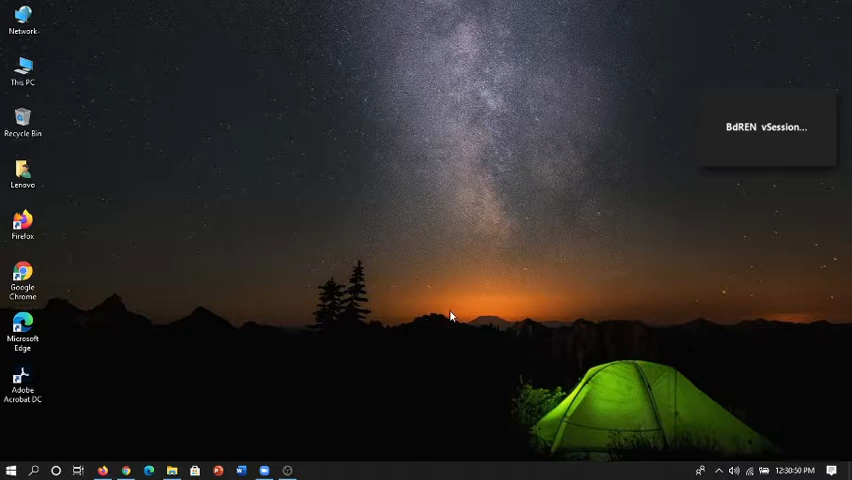 Network
This PC
Recycle Bin
Lenovo
Firefox
Google
Chrome
Microsoft
Edge
Adobe
Acrobat DC
BdREN vSession...
12:30:50 PM